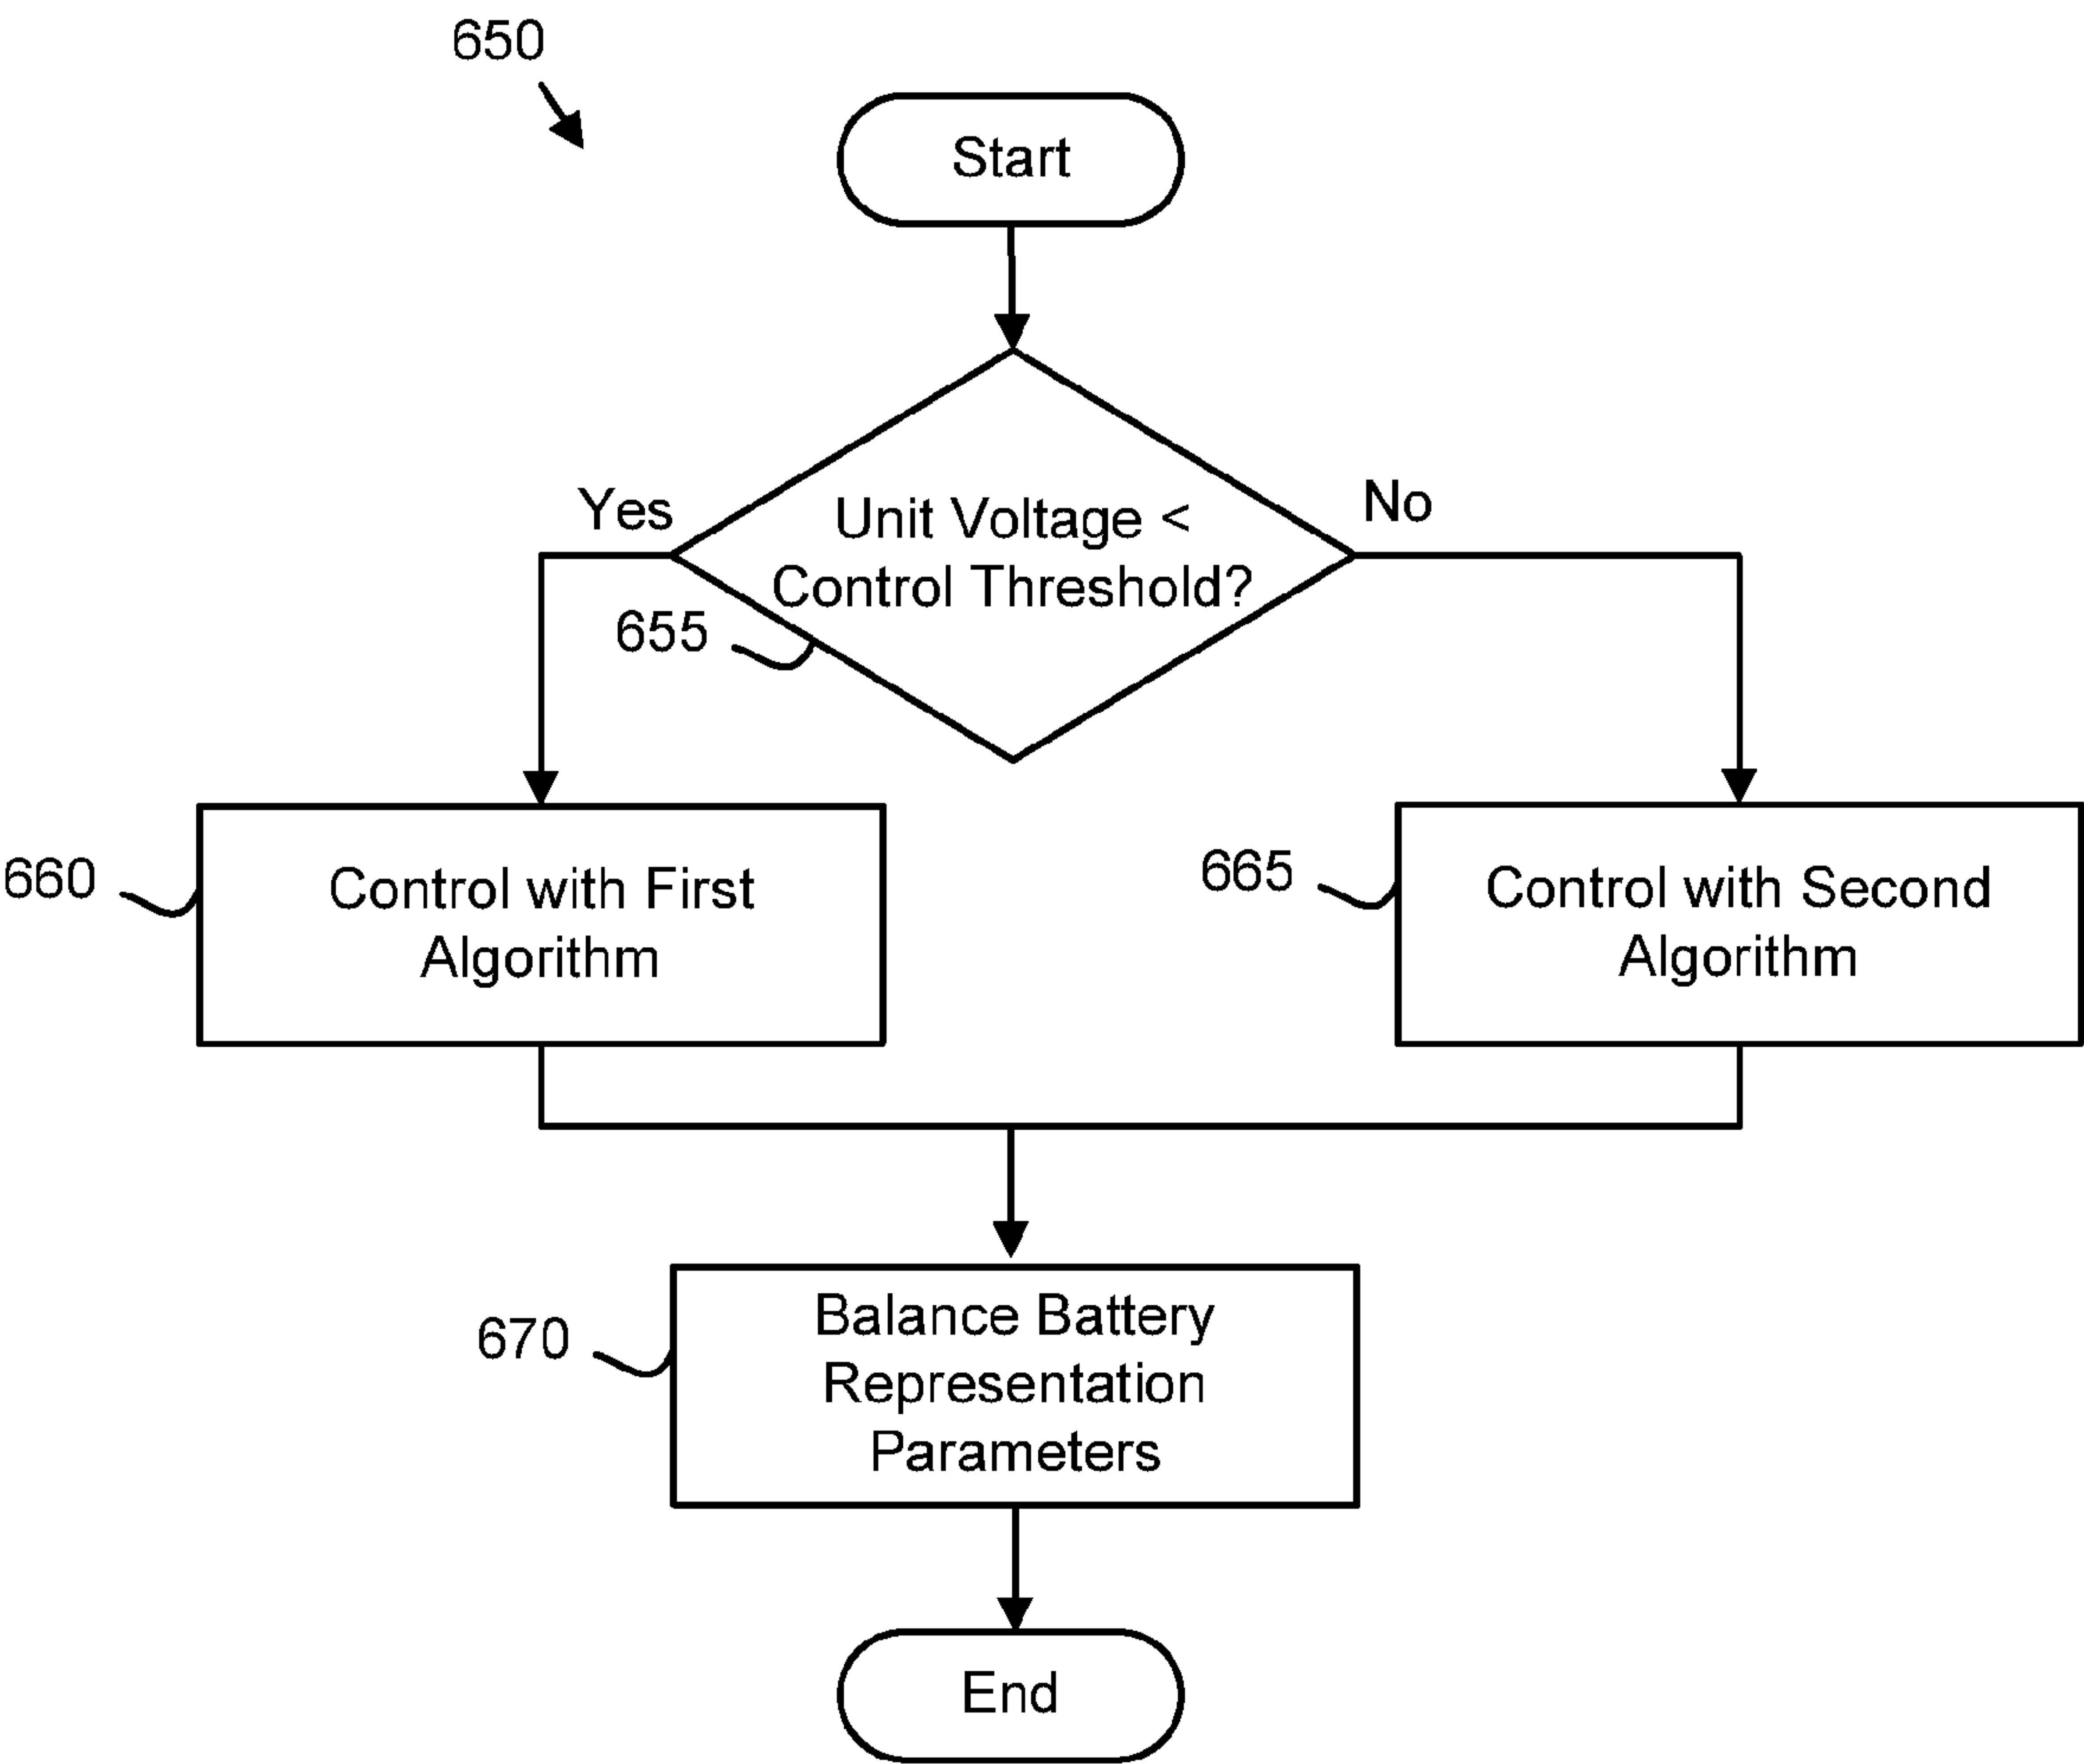 650
Start
Yes
Unit Voltage <
Control Threshold?
No
655
660
Control with First
Algorithm
665
Control with Second
Algorithm
670
Balance Battery
Representation
Parameters
End